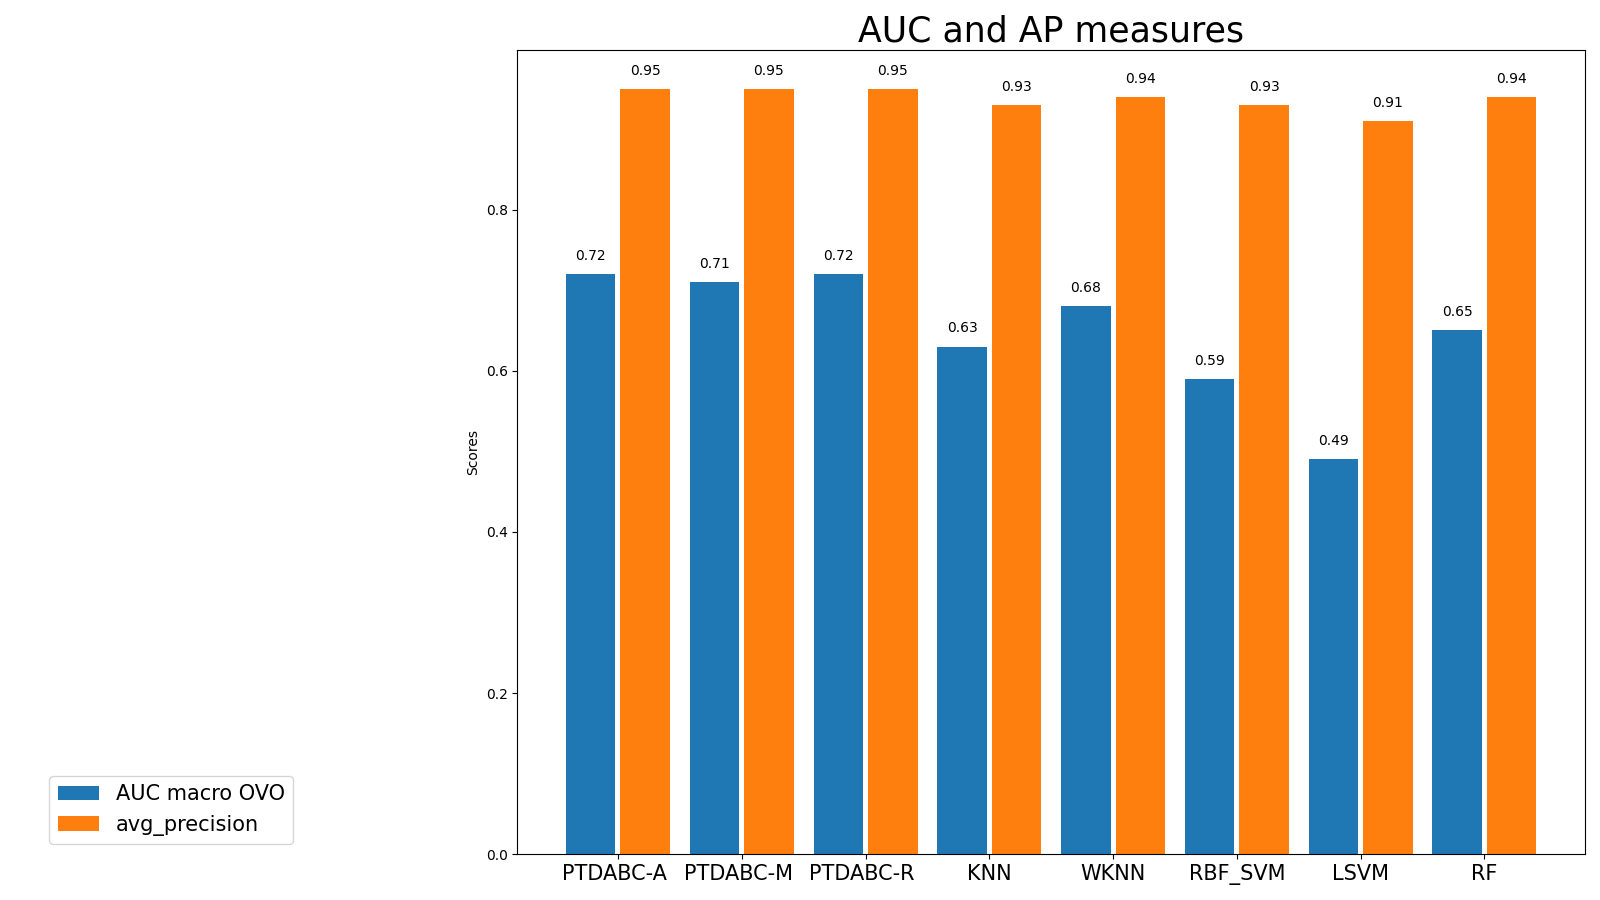 AUC and AP measures
0.95 0.95 0.95 0.93 0.94 0.93 0.91 0.94
0.72 0.71 0.72 0.63 0.68 0.59 0.49 0.65
0.8
0.6
Scores
0.4
0.2
0.0
AUC macro OVO
avg_precision
PTDABC-A PTDABC-M PTDABC-R KNN WKNN RBF_SVM LSVM RF